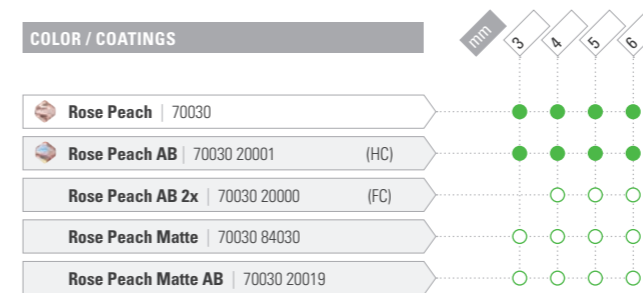 COLOR / COATINGS mm 3 4 5 6
Rose Peach | 70030
Rose Peach AB | 70030 20001 (HC)
Rose Peach AB 2x | 70030 20000 (FC)
Rose Peach Matte | 70030 84030
Rose Peach Matte AB | 70030 20019